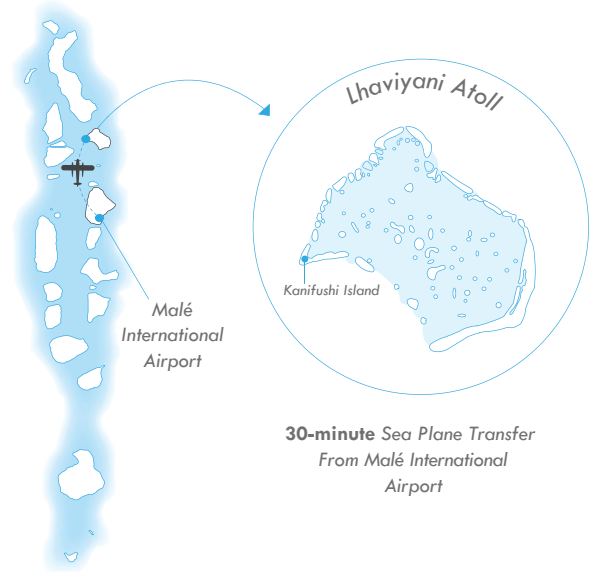 Lhaviyani Atoll
Kanifushi Island
Malé
International
Airport
30-minute Sea Plane Transfer
From Malé International
Airport